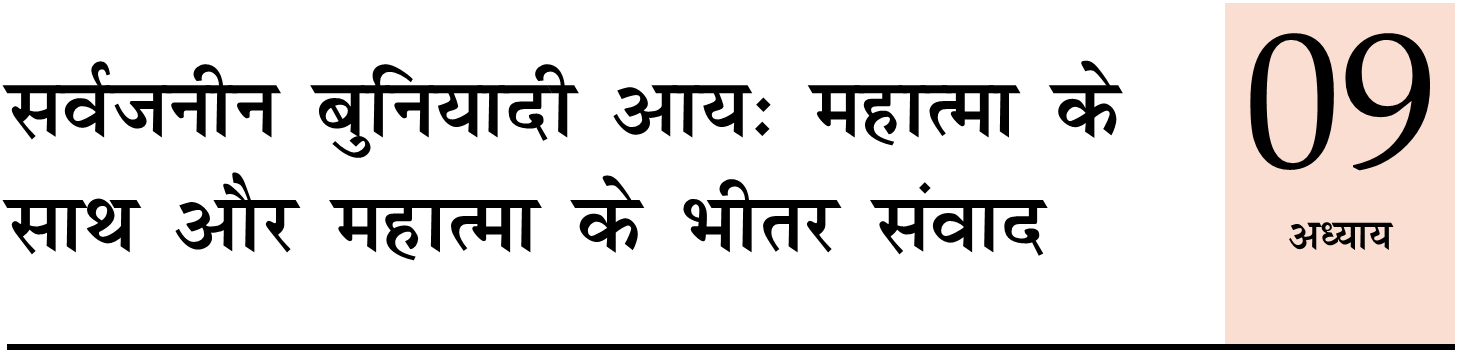 सर्वजनीन बुनियादी आयः महात्मा के
साथ और महात्मा के भीतर संवाद
09
अध्याय